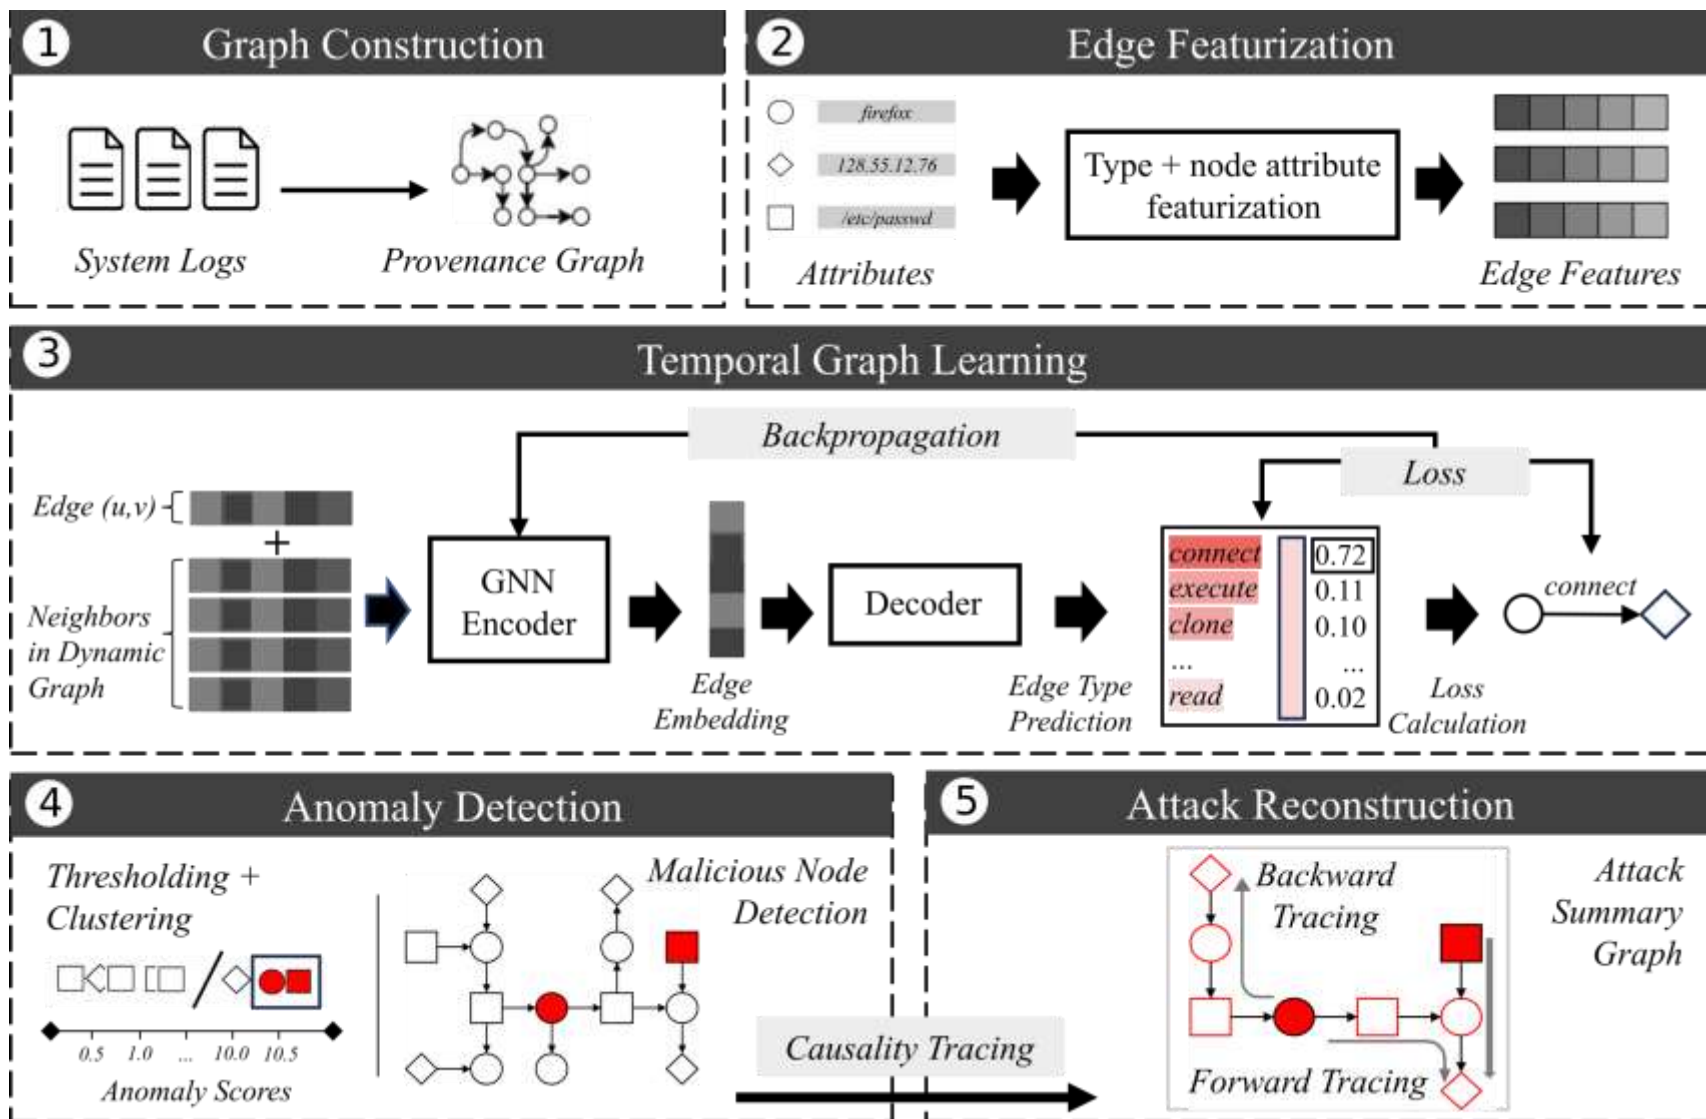 1
Graph Construction
System Logs
Provenance Graph
2
Edge Featurization
firefox
128.55.12.76
/etc/passwd
Attributes
Type + node attribute
featurization
Edge Features
3
Temporal Graph Learning
Backpropagation
Loss
Edge (u,v)
+
Neighbors
in Dynamic
Graph
GNN
Encoder
Edge
Embedding
Decoder
Edge Type
Prediction
connect 0.72
execute 0.11
clone 0.10
... ...
read 0.02
Loss
Calculation
connect
4
Anomaly Detection
Thresholding +
Clustering
0.5 1.0 ... 10.0 10.5
Anomaly Scores
Malicious Node
Detection
Causality Tracing
5
Attack Reconstruction
Backward
Tracing
Forward Tracing
Attack
Summary
Graph